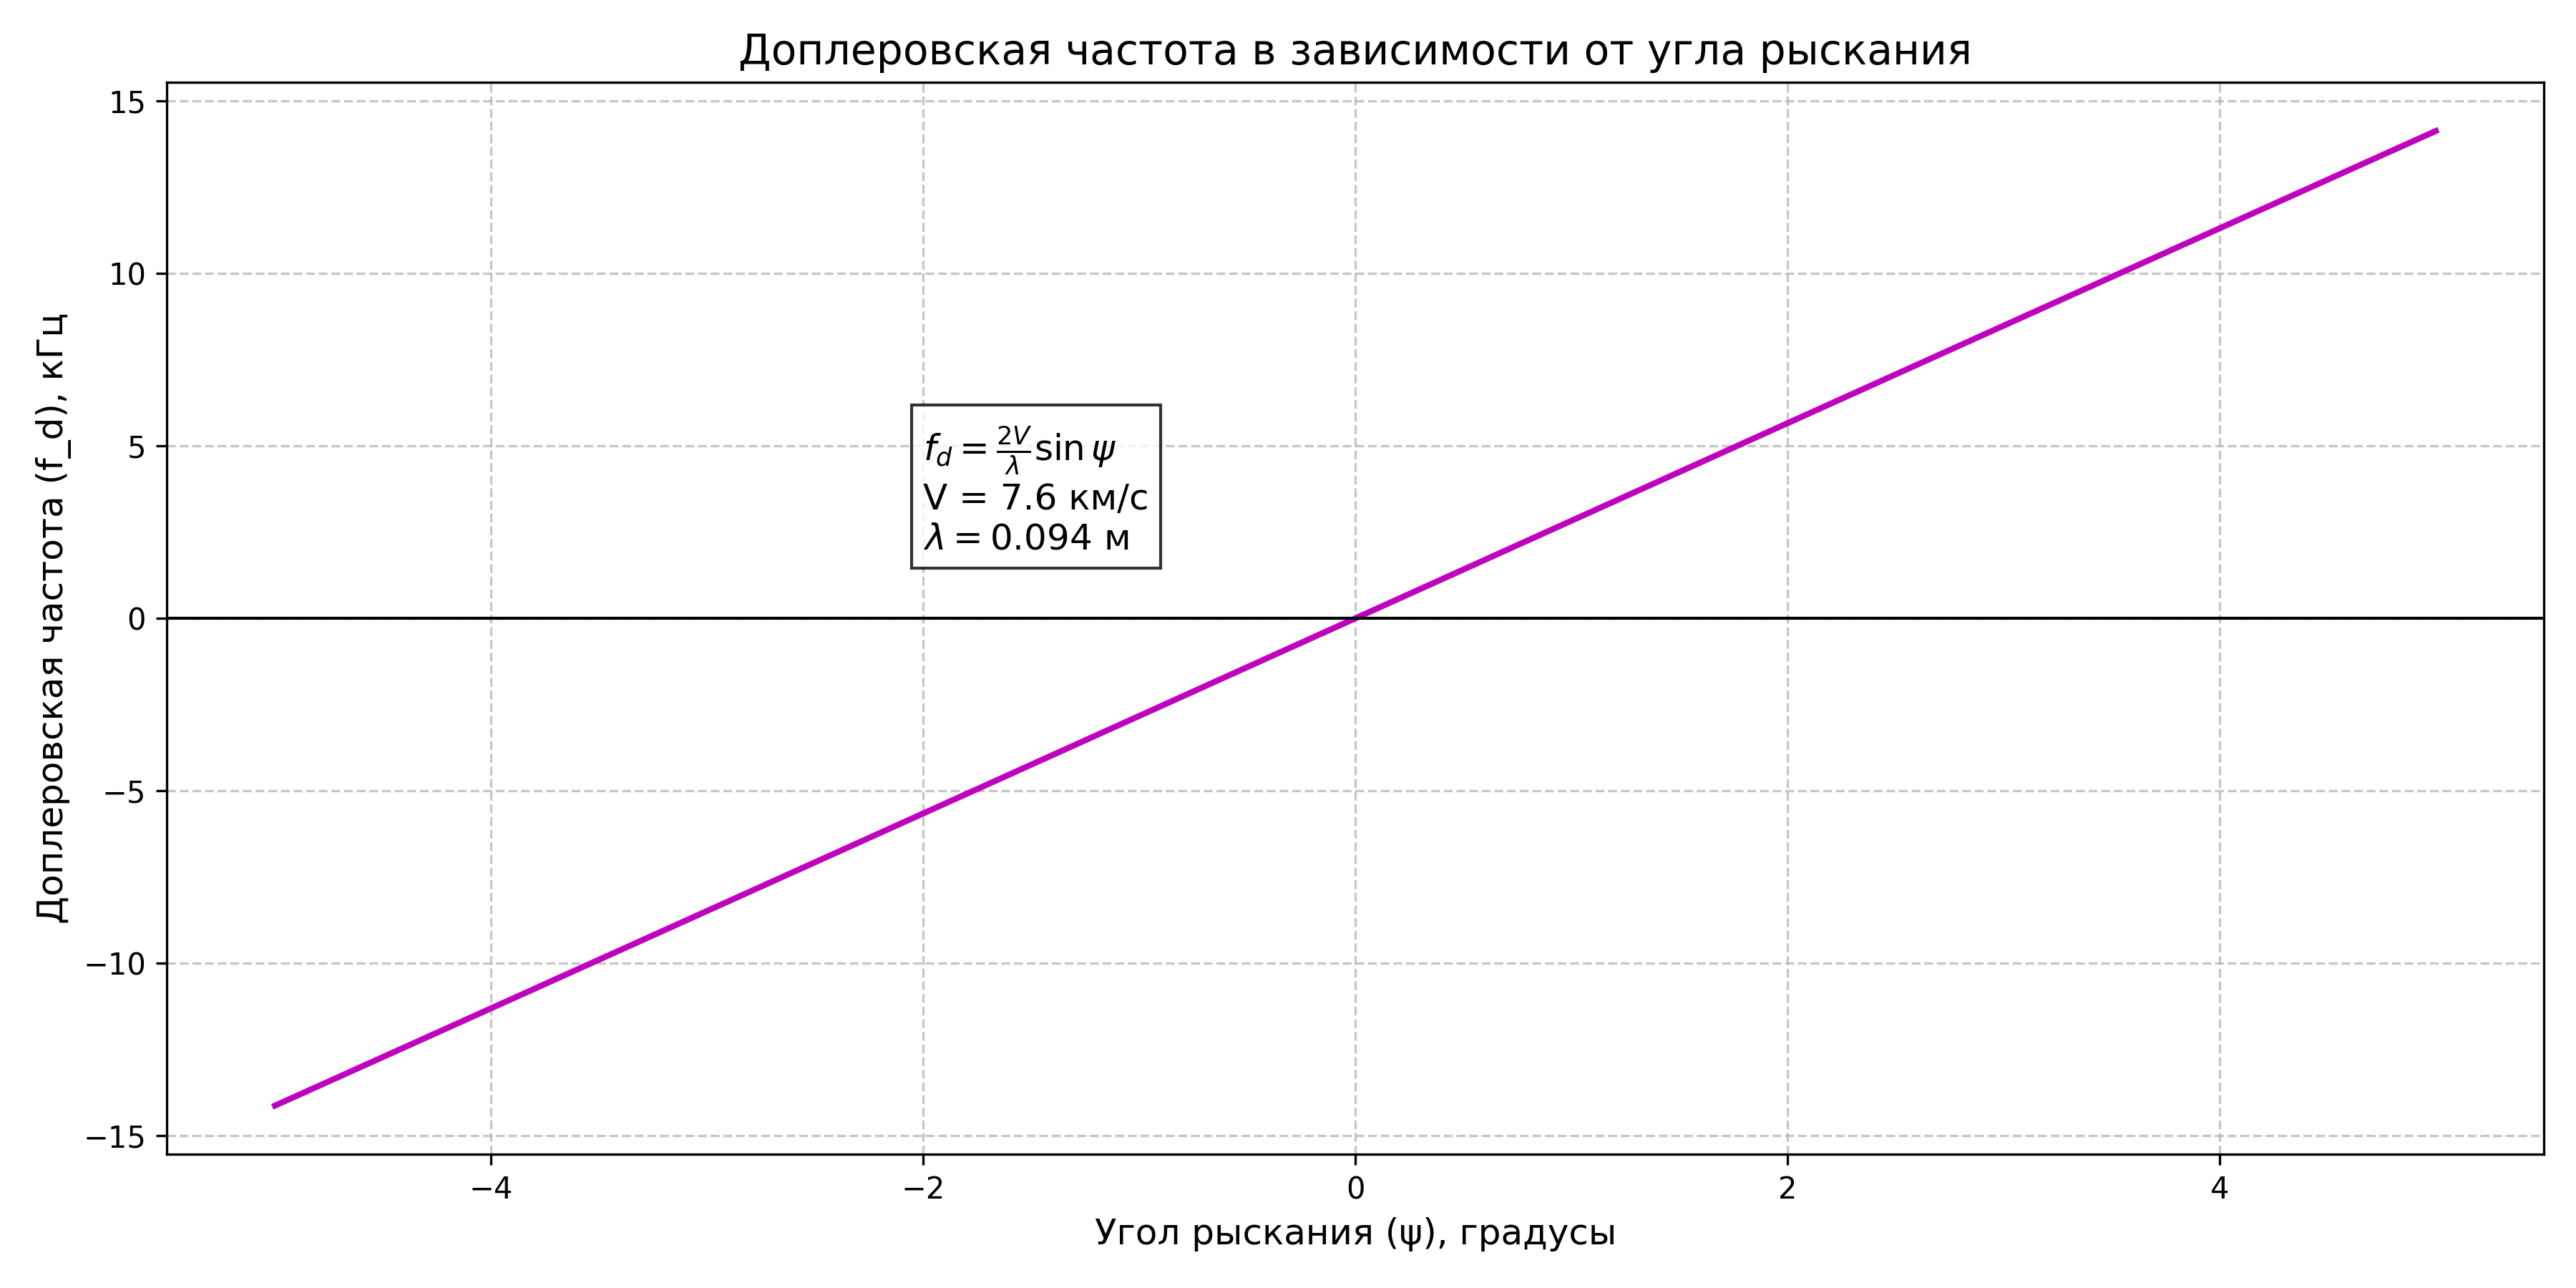 Доплеровская частота в зависимости от угла рыскания
Доплеровская частота (f_d), кГц
15
10
5
0
−5
−10
−15
f_d = \frac{2V}{λ} sin ψ
V = 7.6 км/с
λ = 0.094 м
−4
−2
0
2
4
Угол рыскания (ψ), градусы